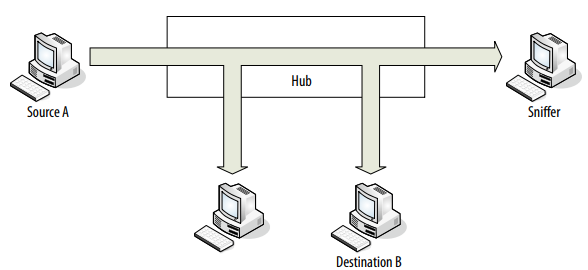 Hub
Source A
Sniffer
Destination B